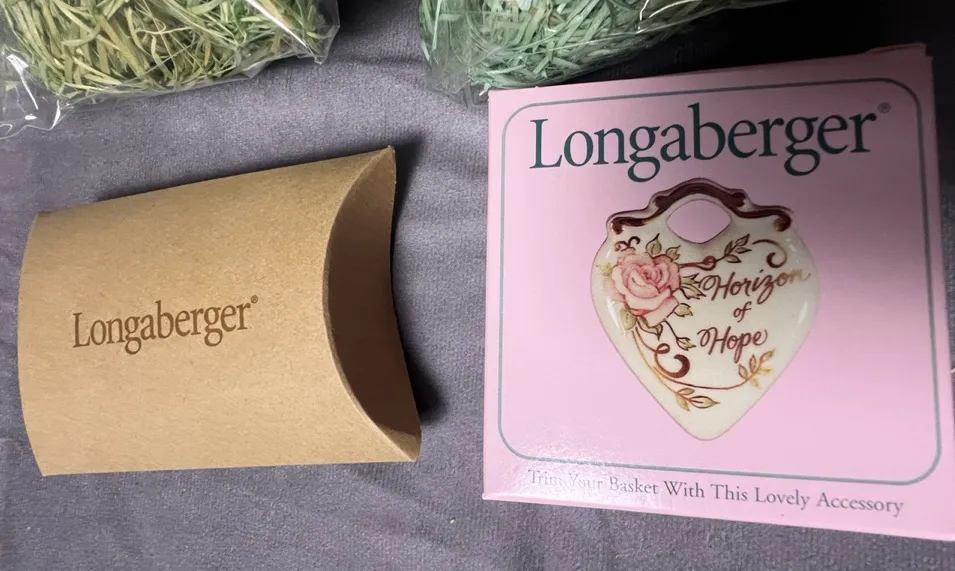 Longaberger®
Longaberger®
Horizon
of
Hope
Trim Your Basket With This Lovely Accessory